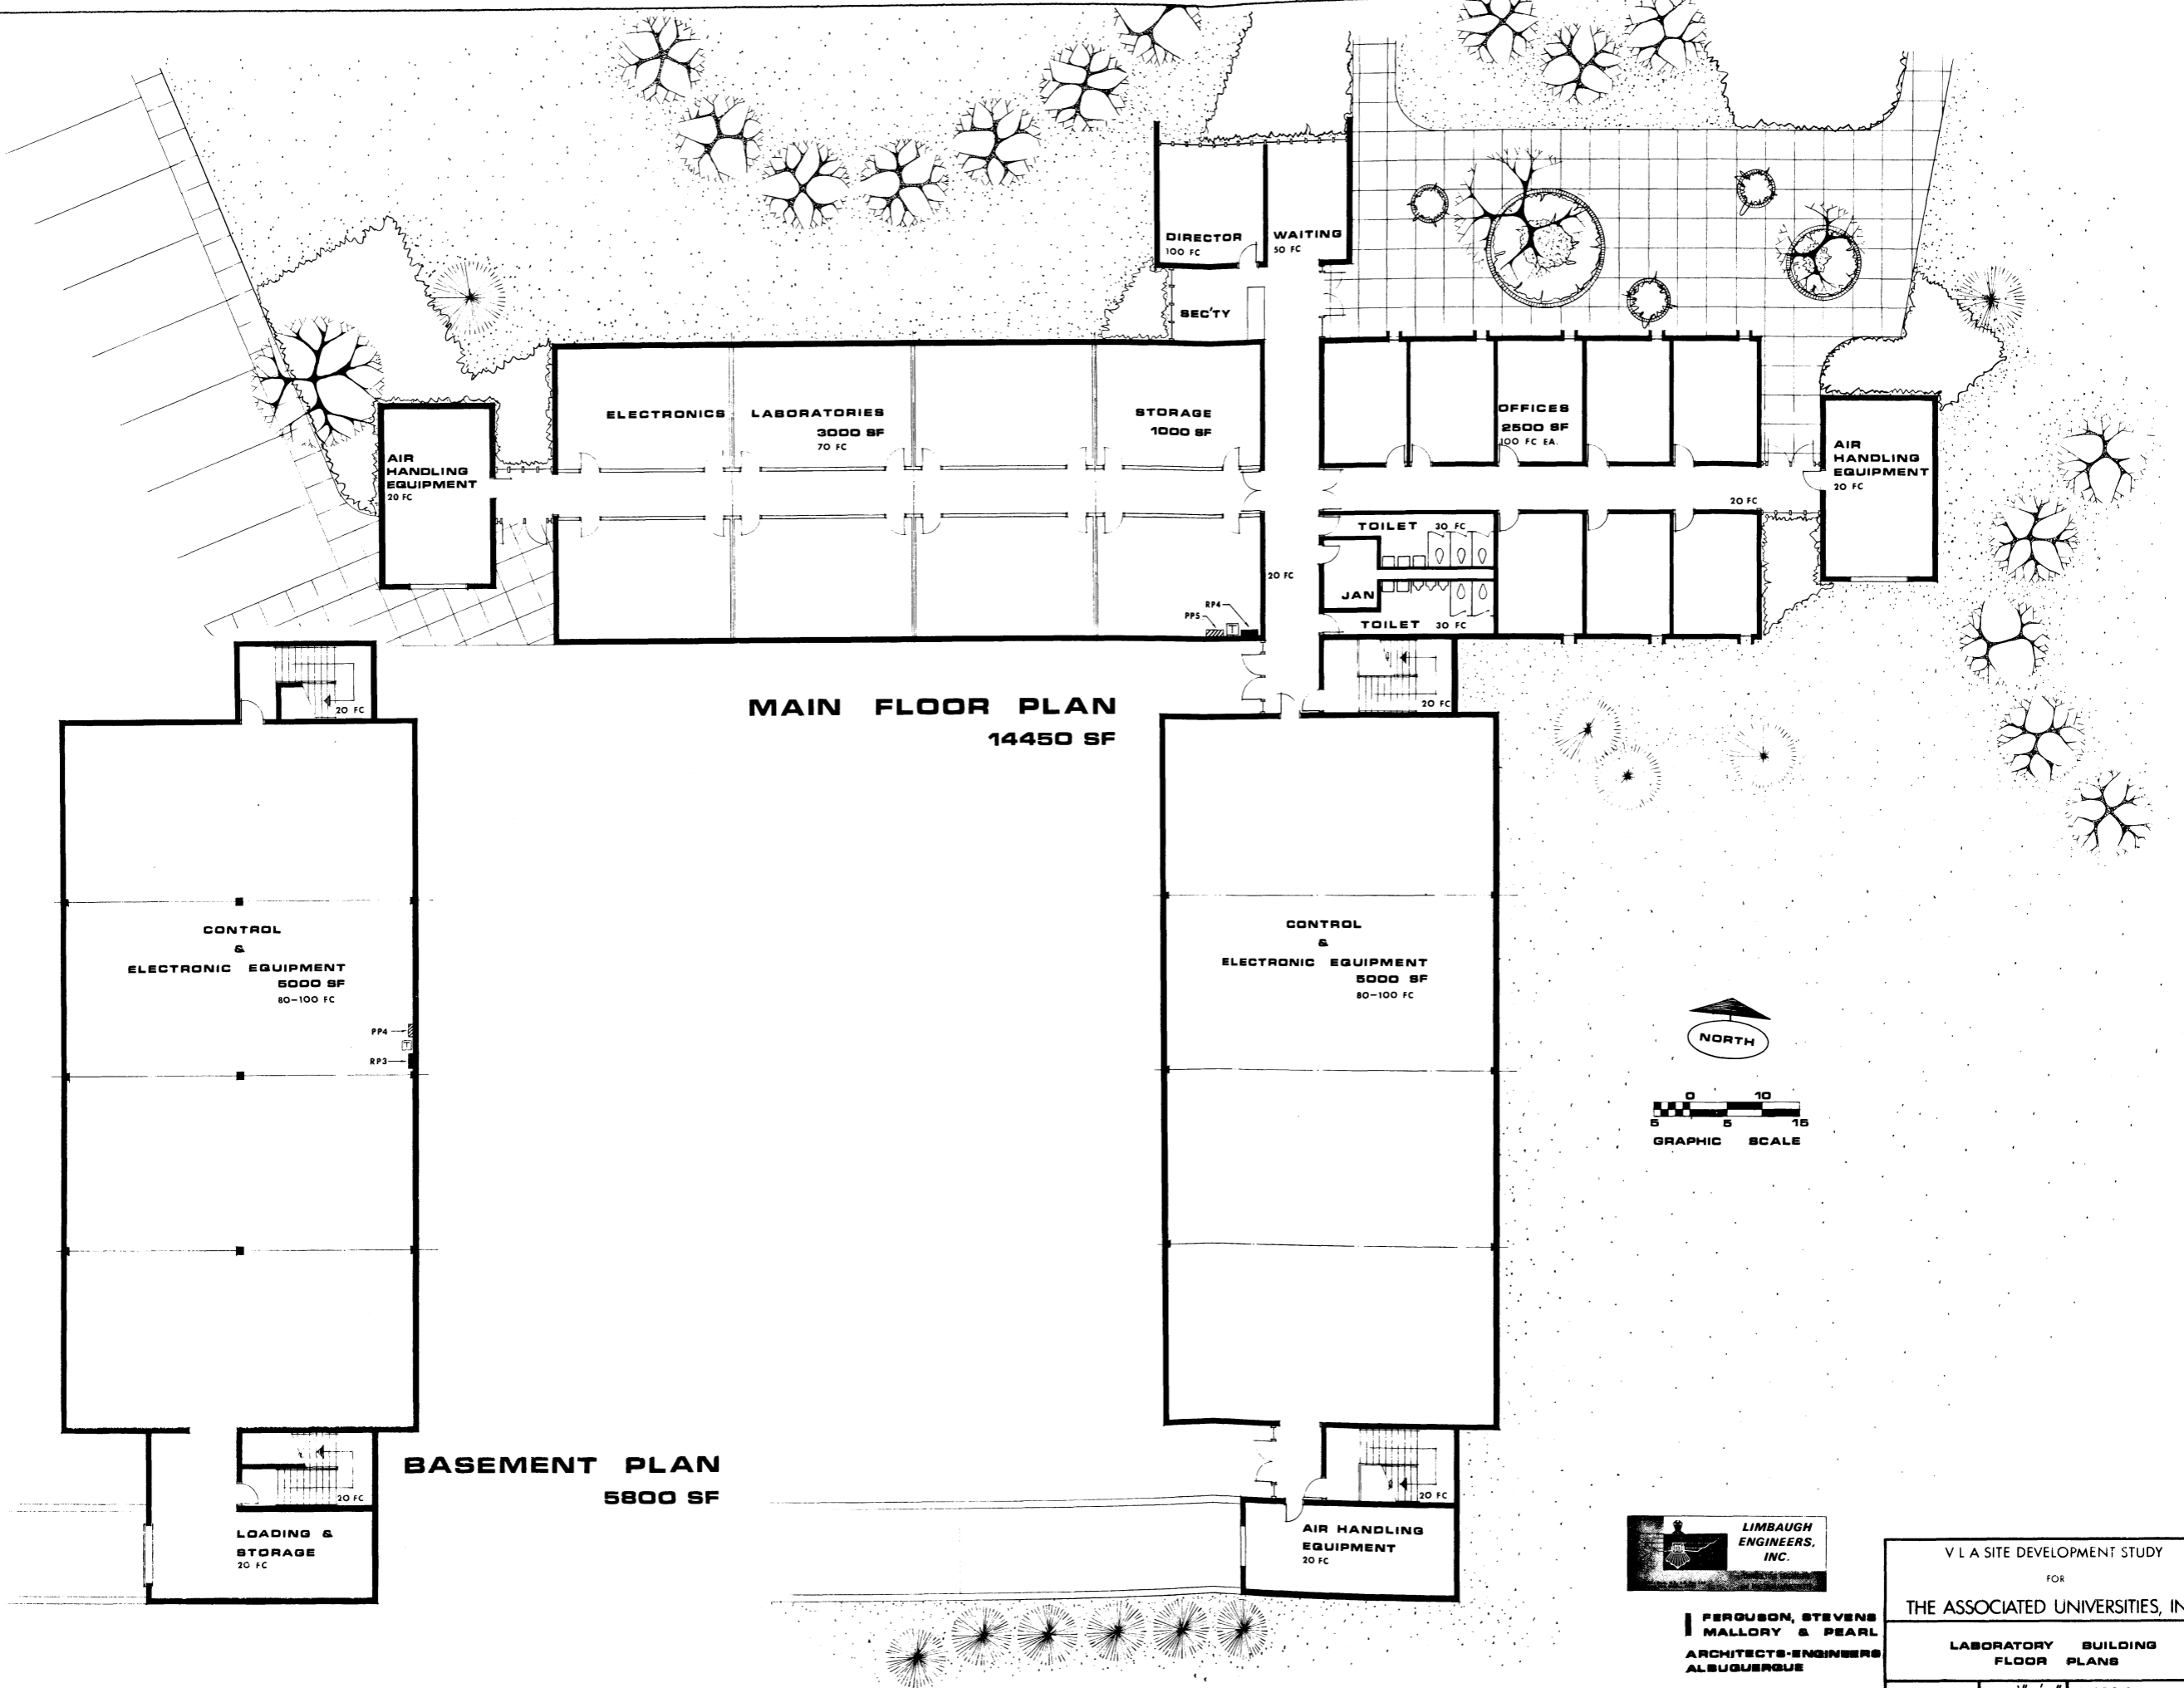 DIRECTOR
100 FC
WAITING
50 FC
SEC'TY
ELECTRONICS LABORATORIES
3000 SF
70 FC
STORAGE
1000 SF
OFFICES
2500 SF
100 FC EA.
AIR
HANDLING
EQUIPMENT
20 FC
AIR
HANDLING
EQUIPMENT
20 FC
20 FC
TOILET 30 FC
20 FC
JAN
RP4
PP5
T
TOILET 30 FC
20 FC
20 FC
MAIN FLOOR PLAN
14450 SF
CONTROL
&
ELECTRONIC EQUIPMENT
5000 SF
80-100 FC
PP4
T
RP3
CONTROL
&
ELECTRONIC EQUIPMENT
5000 SF
80-100 FC
NORTH
0 10
5 5 15
GRAPHIC SCALE
BASEMENT PLAN
5800 SF
20 FC
20 FC
LOADING &
STORAGE
20 FC
AIR HANDLING
EQUIPMENT
20 FC
LIMBAUGH
ENGINEERS,
INC.
FERGUSON, STEVENS
MALLORY & PEARL
ARCHITECTS-ENGINEERS
ALBUQUERQUE
V L A SITE DEVELOPMENT STUDY
FOR
THE ASSOCIATED UNIVERSITIES, IN
LABORATORY BUILDING
FLOOR PLANS